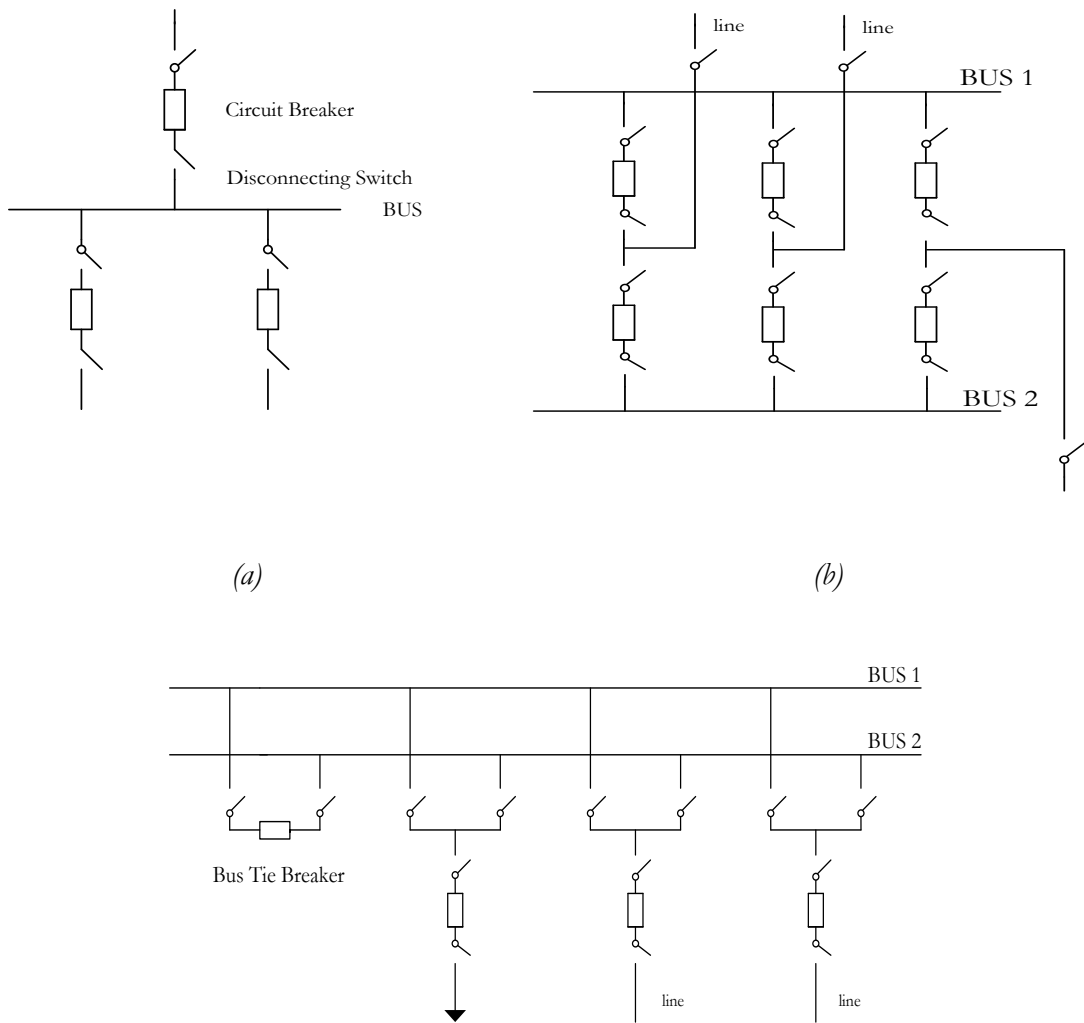 line
line
BUS 1
Circuit Breaker
Disconnecting Switch
BUS
BUS 2
(a)
(b)
BUS 1
BUS 2
Bus Tie Breaker
line
line